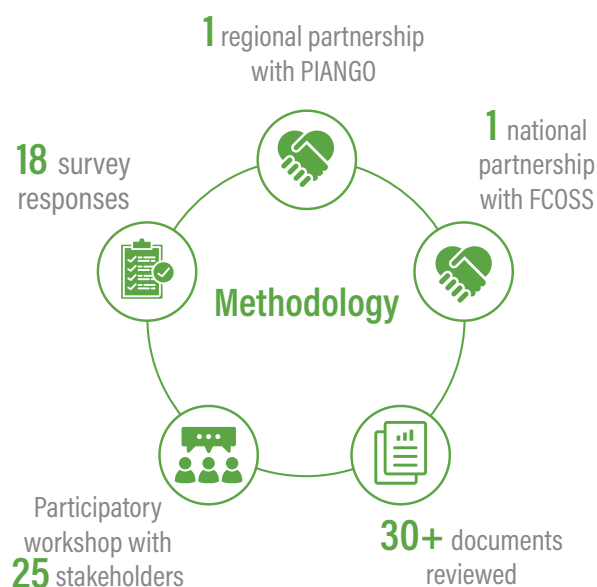 1 regional partnership
with PIANGO
1 national
partnership
with FCOSS
18 survey
responses
Methodology
Participatory
workshop with
25 stakeholders
30+ documents
reviewed